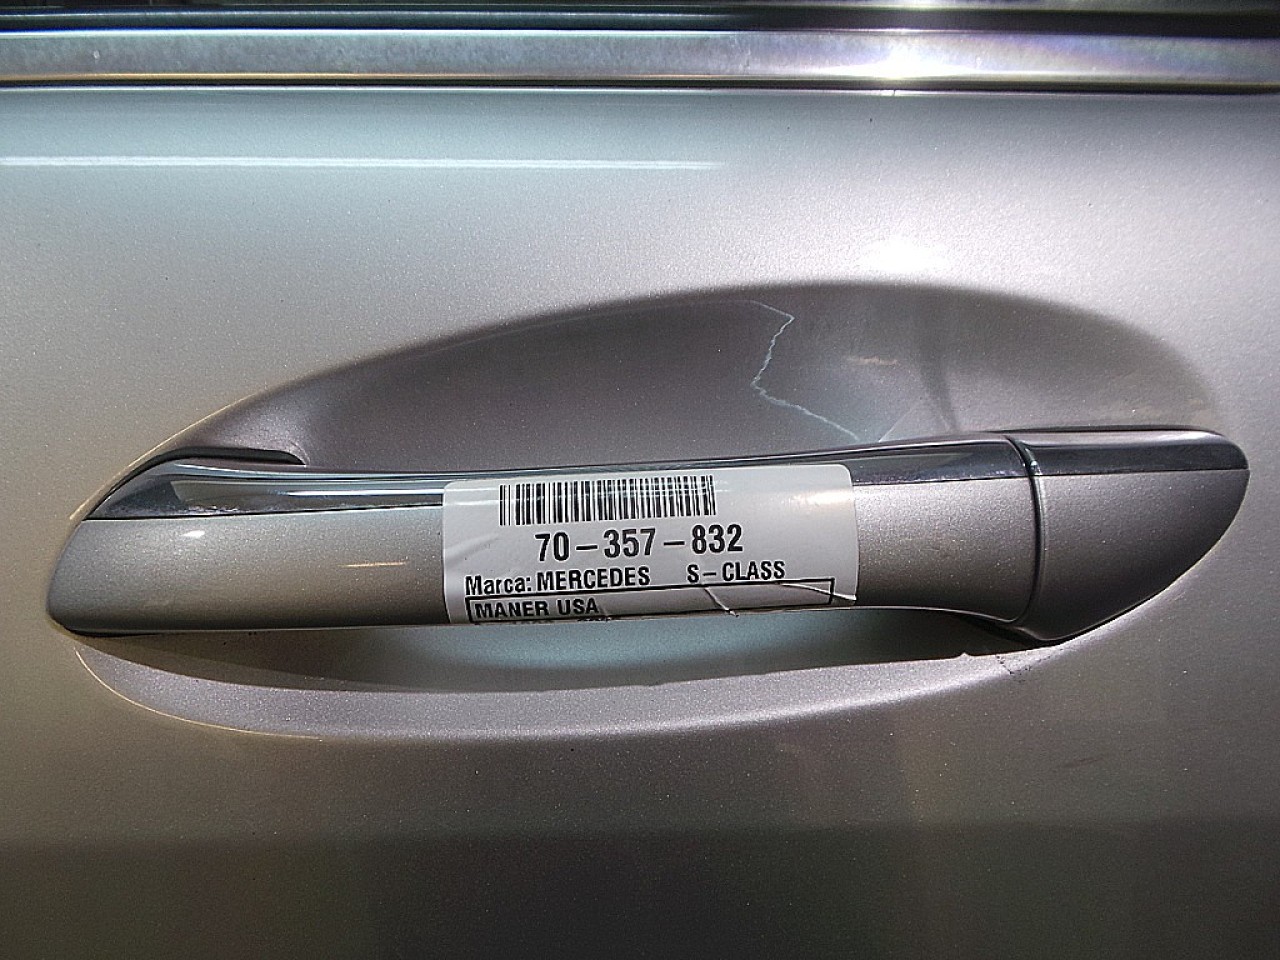 70-357-832
Marca: MERCEDES S-CLASS
MANER USA